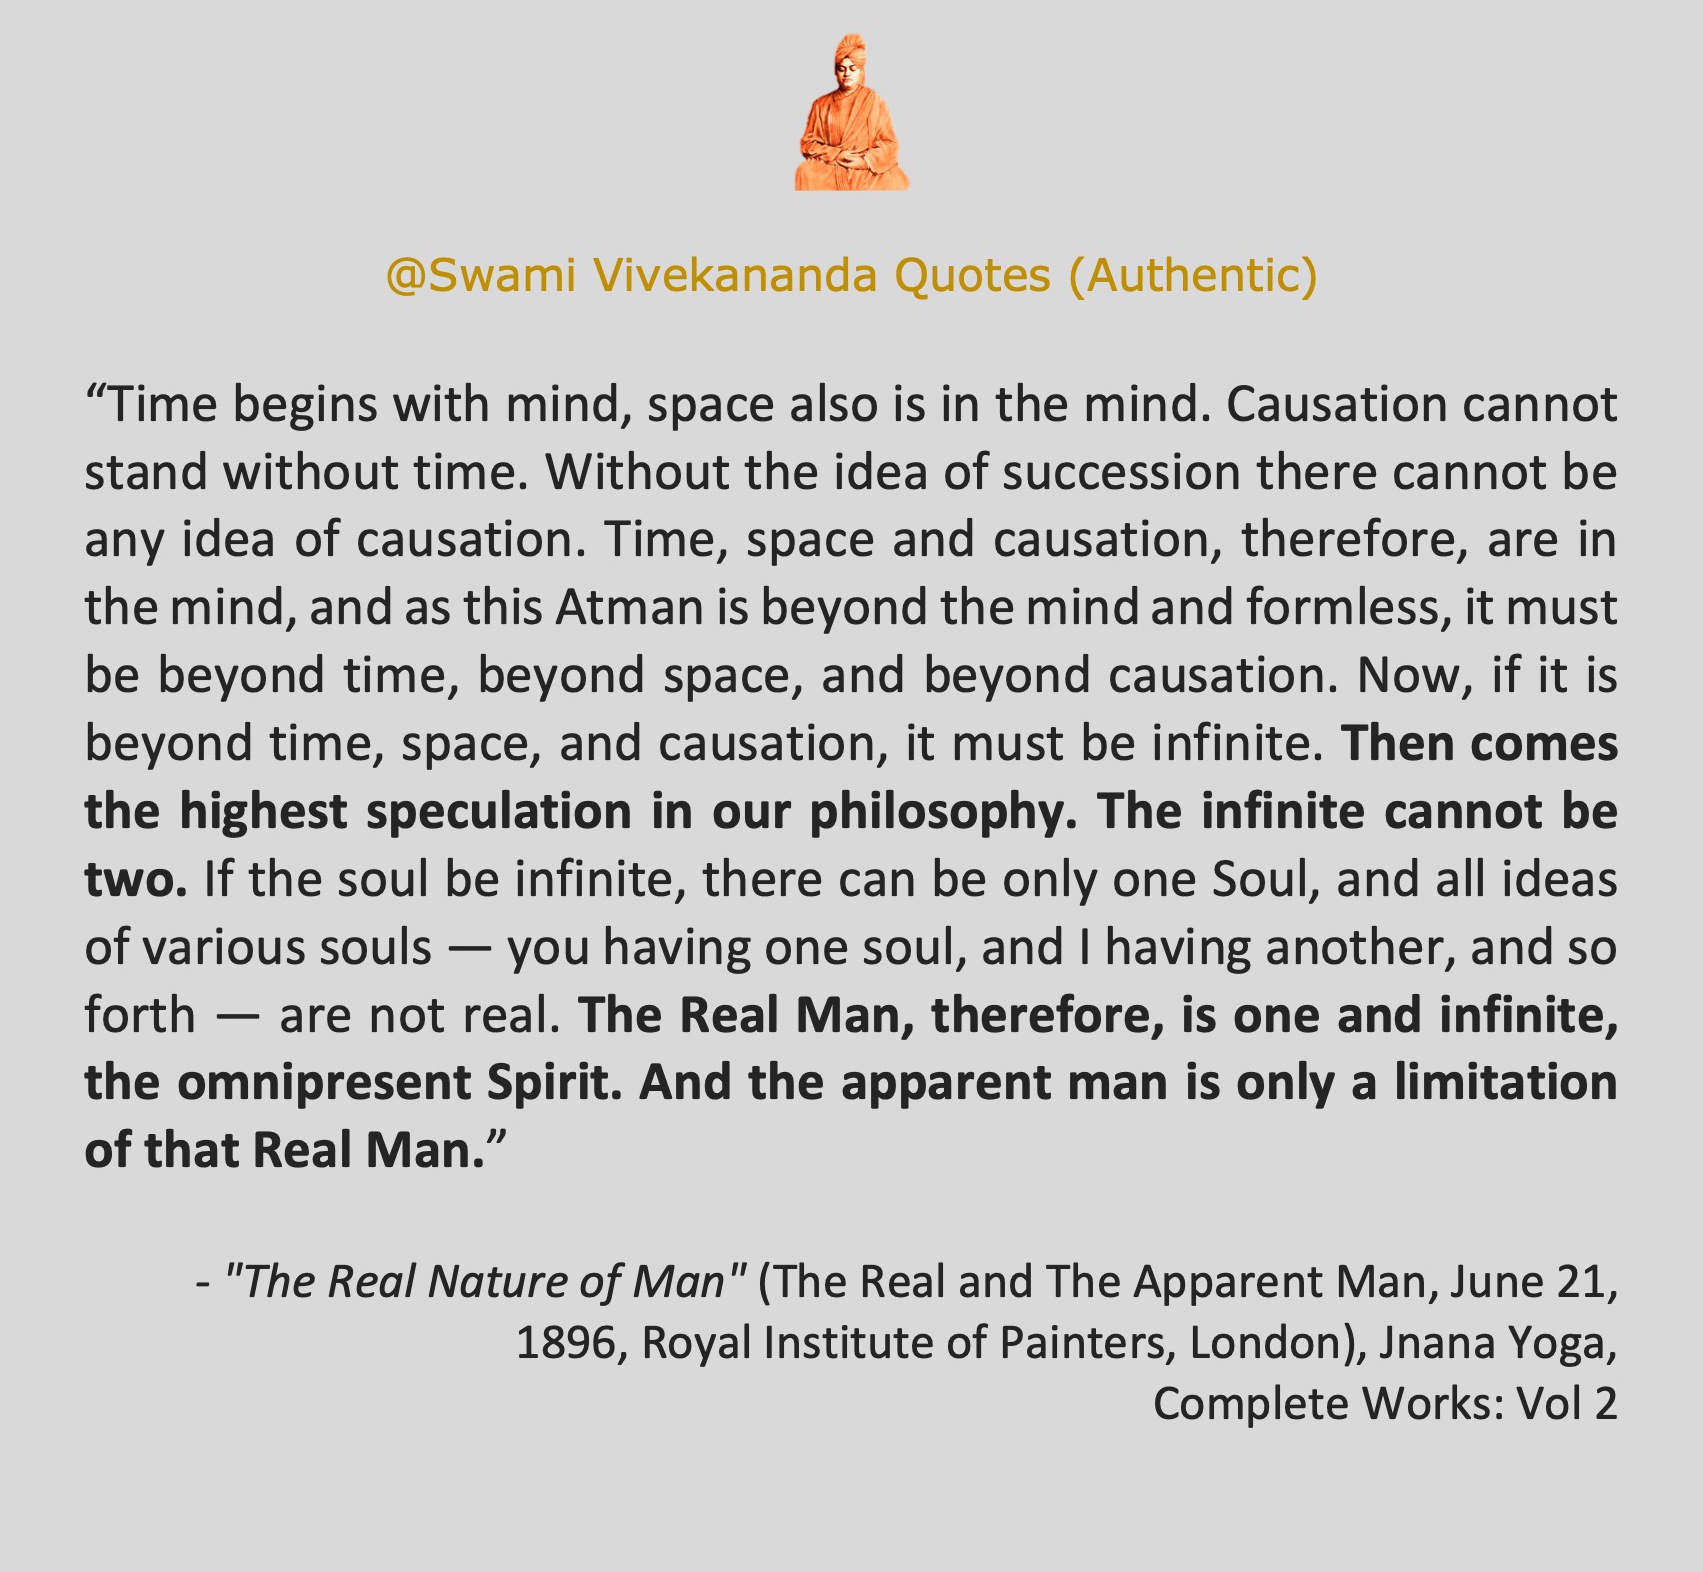 @Swami Vivekananda Quotes (Authentic)
“Time begins with mind, space also is in the mind. Causation cannot
stand without time. Without the idea of succession there cannot be
any idea of causation. Time, space and causation, therefore, are in
the mind, and as this Atman is beyond the mind and formless, it must
be beyond time, beyond space, and beyond causation. Now, if it is
beyond time, space, and causation, it must be infinite. Then comes
the highest speculation in our philosophy. The infinite cannot be
two. If the soul be infinite, there can be only one Soul, and all ideas
of various souls — you having one soul, and I having another, and so
forth — are not real. The Real Man, therefore, is one and infinite,
the omnipresent Spirit. And the apparent man is only a limitation
of that Real Man.”
- "The Real Nature of Man" (The Real and The Apparent Man, June 21,
1896, Royal Institute of Painters, London), Jnana Yoga,
Complete Works: Vol 2